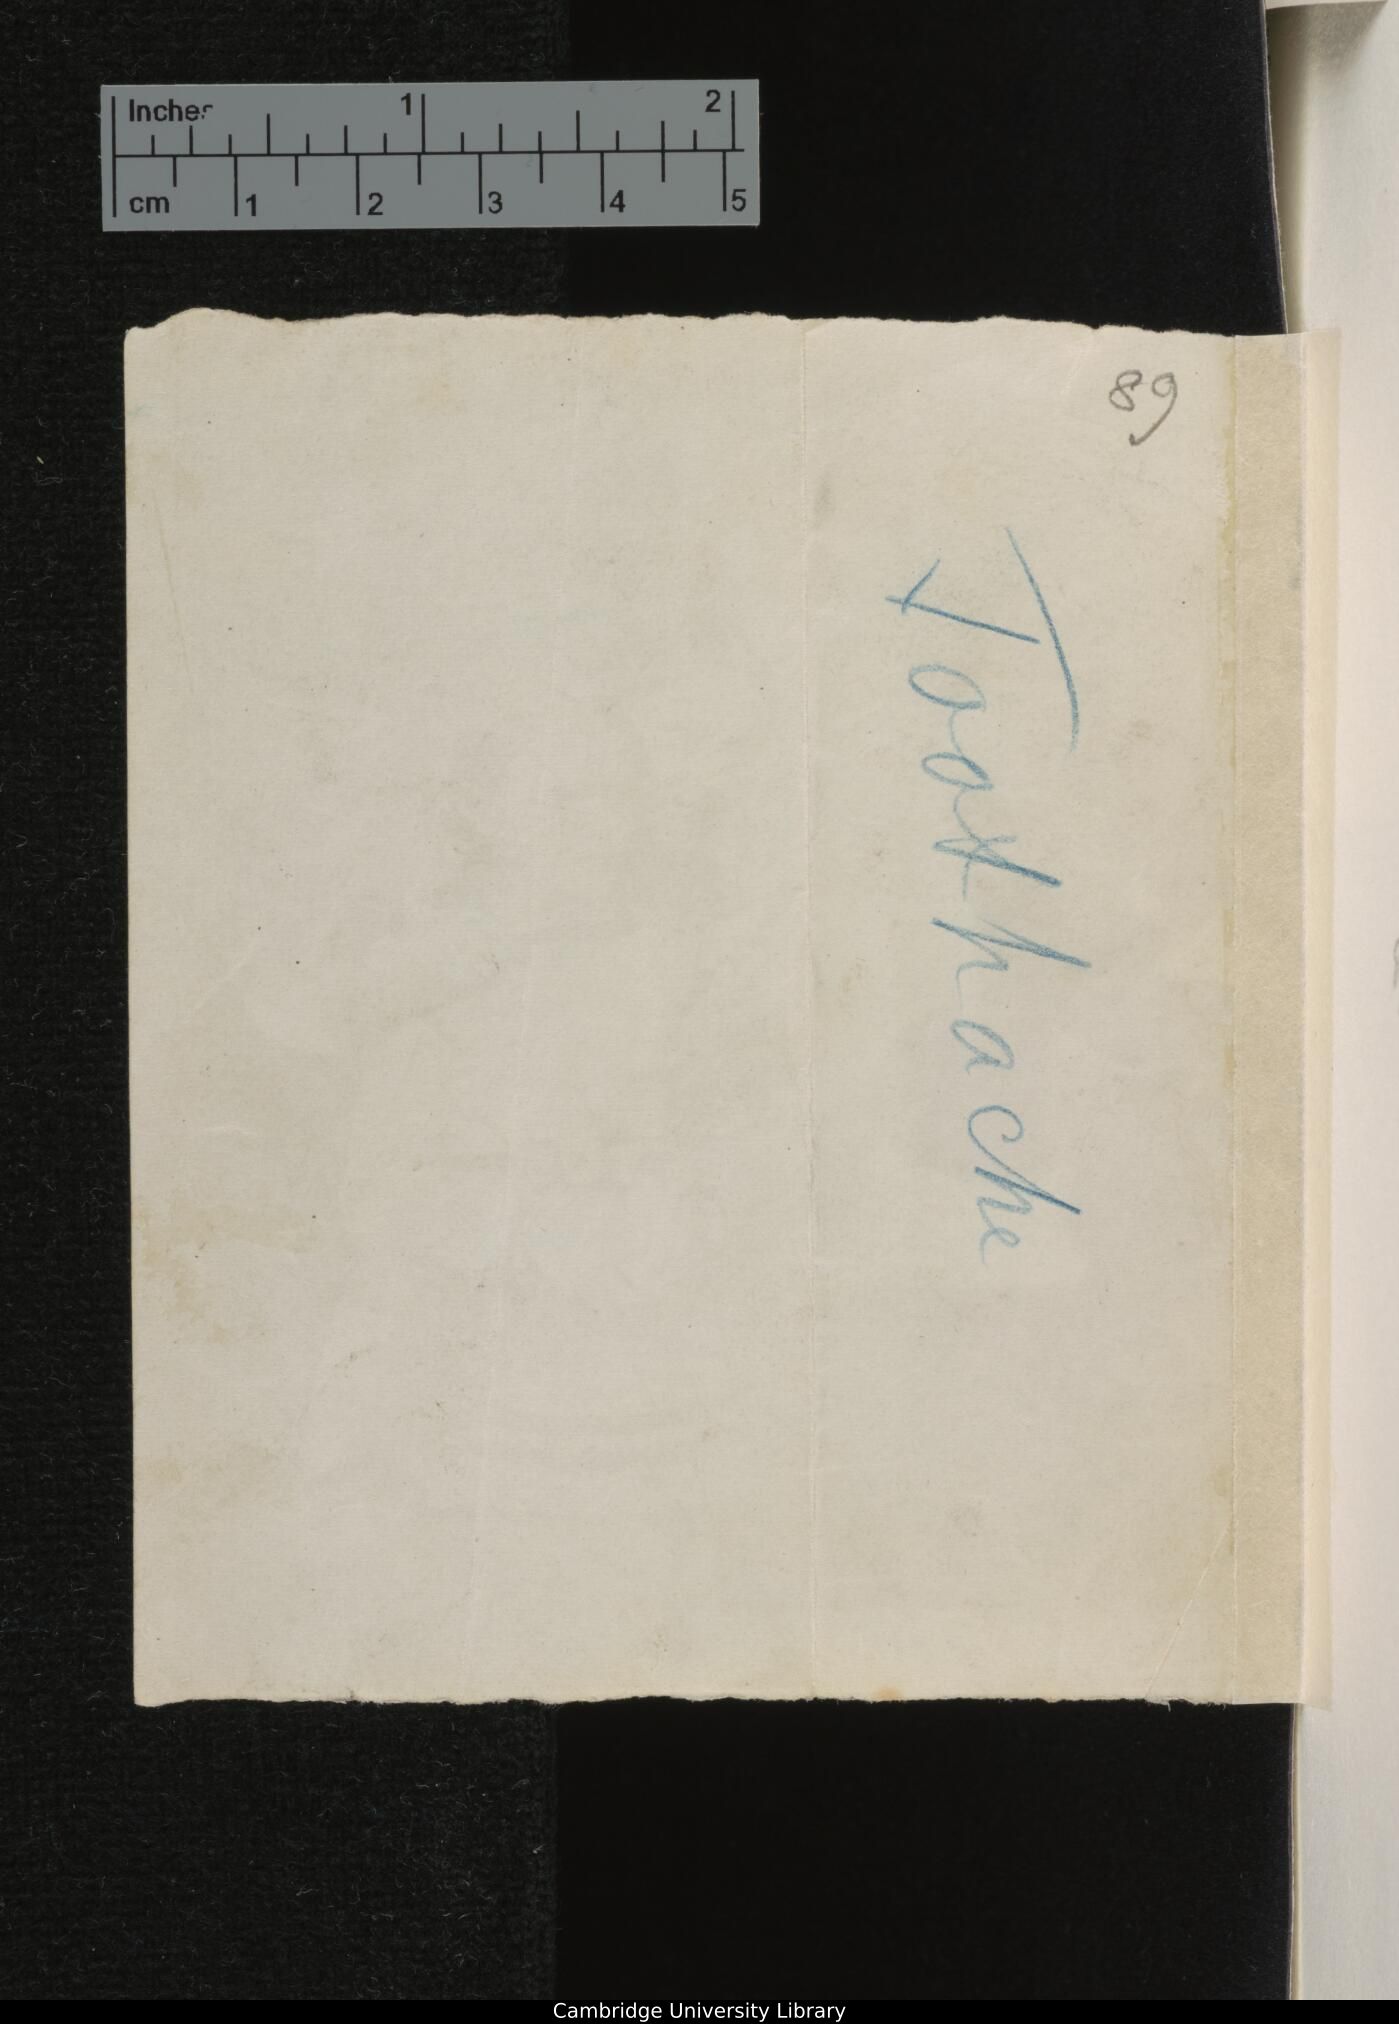 Inches 1 2
cm 1 2 3 4 5
89
Toothache
Cambridge University Library